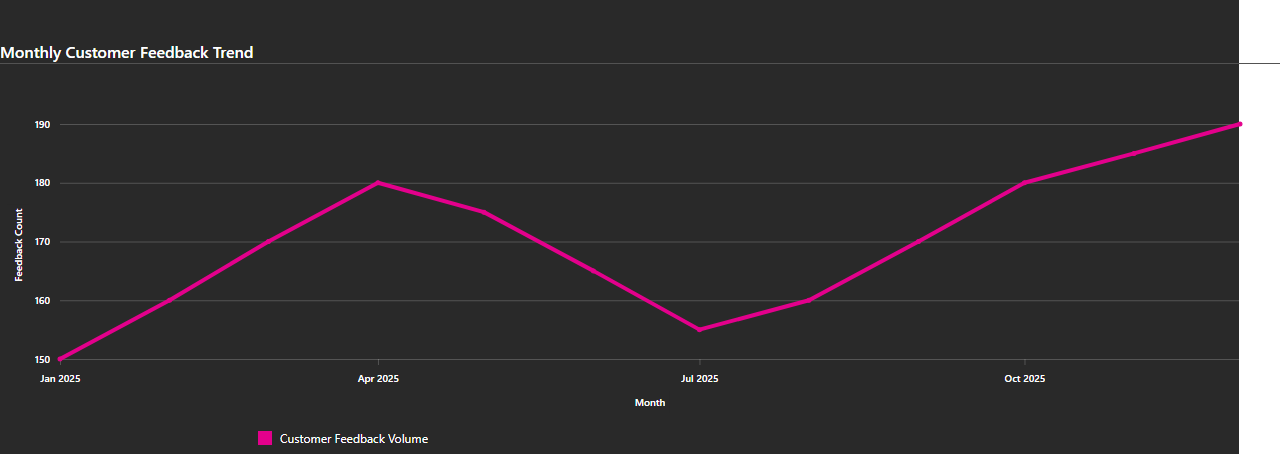 Monthly Customer Feedback Trend
190
180
170
160
150
Feedback Count
Jan 2025
Apr 2025
Jul 2025
Oct 2025
Month
Customer Feedback Volume